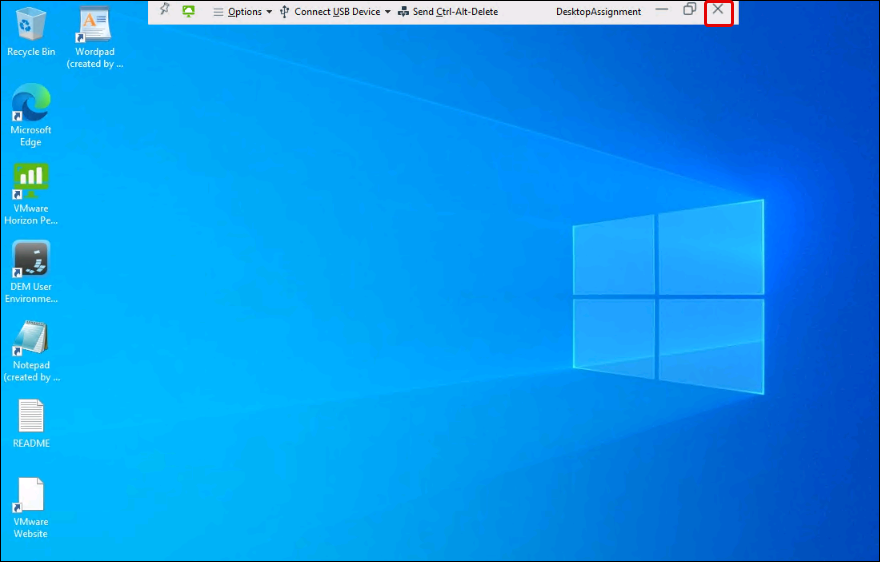 Options Connect USB Device Send Ctrl-Alt-Delete DesktopAssignment
Recycle Bin
Wordpad
(created by ...
Microsoft
Edge
VMware
Horizon Pe...
DEM User
Environme...
Notepad
(created by ...
README
VMware
Website